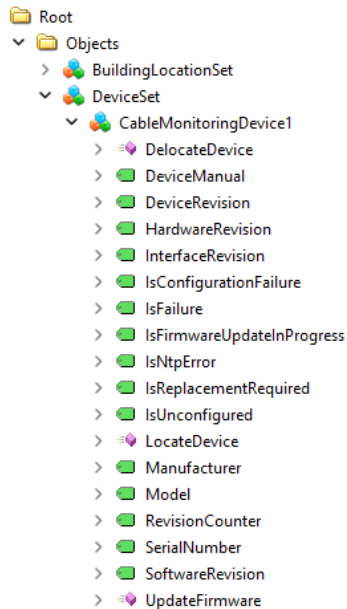 Root
Objects
BuildingLocationSet
DeviceSet
CableMonitoringDevice1
DelocateDevice
DeviceManual
DeviceRevision
HardwareRevision
InterfaceRevision
IsConfigurationFailure
IsFailure
IsFirmwareUpdateInProgress
IsNtpError
IsReplacementRequired
IsUnconfigured
LocateDevice
Manufacturer
Model
RevisionCounter
SerialNumber
SoftwareRevision
UpdateFirmware